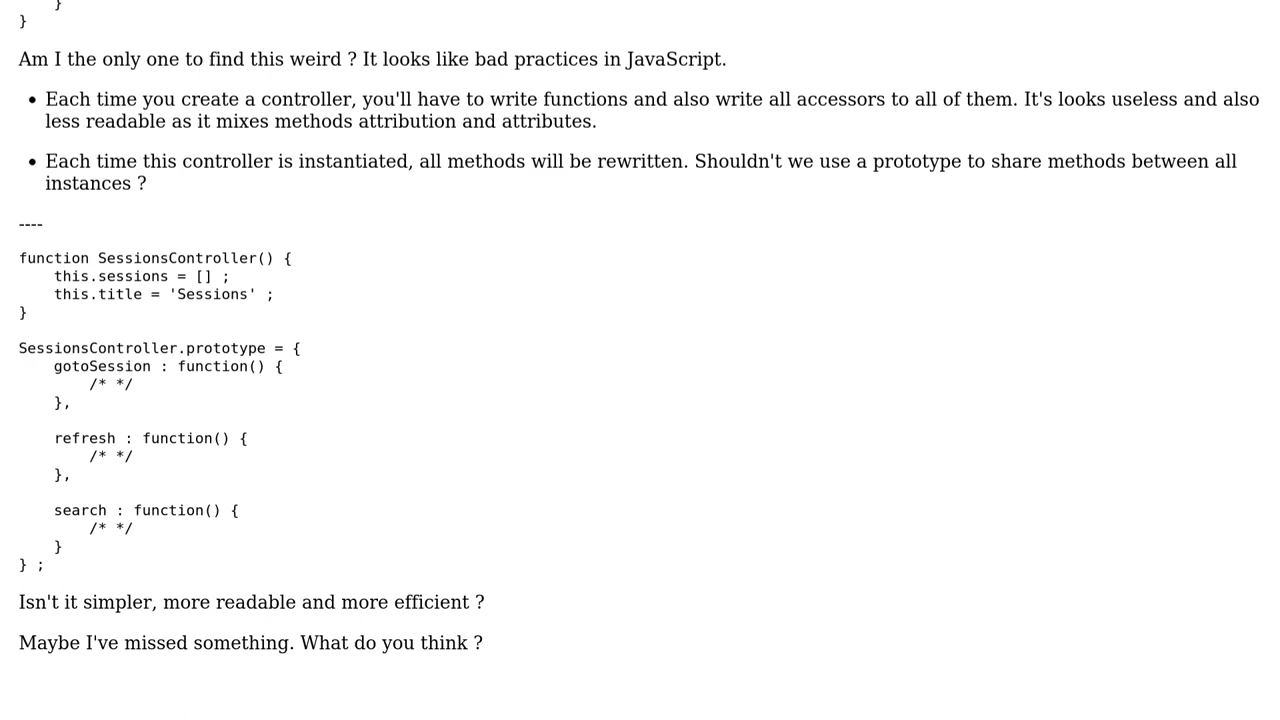 }
}
Am I the only one to find this weird ? It looks like bad practices in JavaScript.
• Each time you create a controller, you'll have to write functions and also write all accessors to all of them. It's looks useless and also
less readable as it mixes methods attribution and attributes.
• Each time this controller is instantiated, all methods will be rewritten. Shouldn't we use a prototype to share methods between all
instances ?
----
function SessionsController() {
    this.sessions = [] ;
    this.title = 'Sessions' ;
}
SessionsController.prototype = {
    gotoSession : function() {
        /* */
    },
    refresh : function() {
        /* */
    },
    search : function() {
        /* */
    }
} ;
Isn't it simpler, more readable and more efficient ?
Maybe I've missed something. What do you think ?